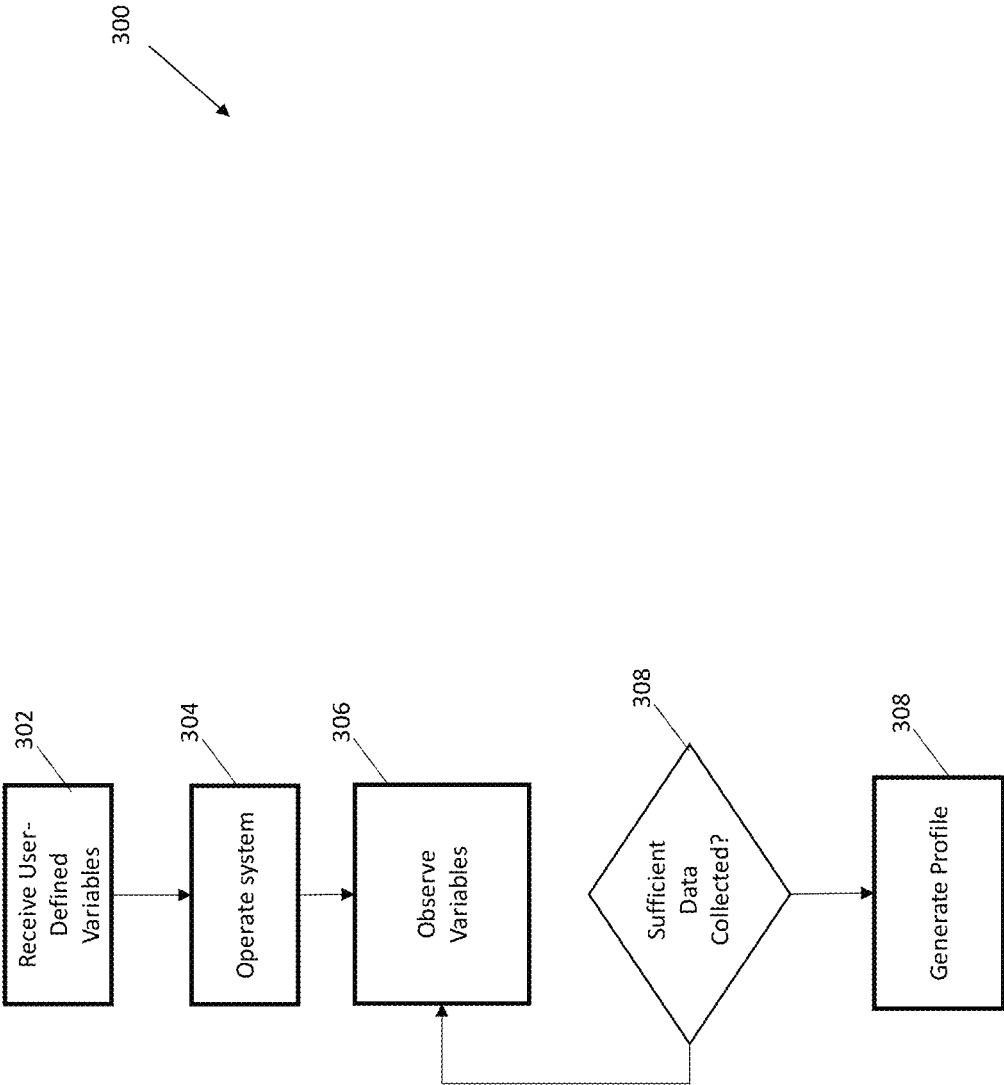 300
302
Receive User-
Defined
Variables
304
Operate system
306
Observe
Variables
308
Sufficient
Data
Collected?
308
Generate Profile